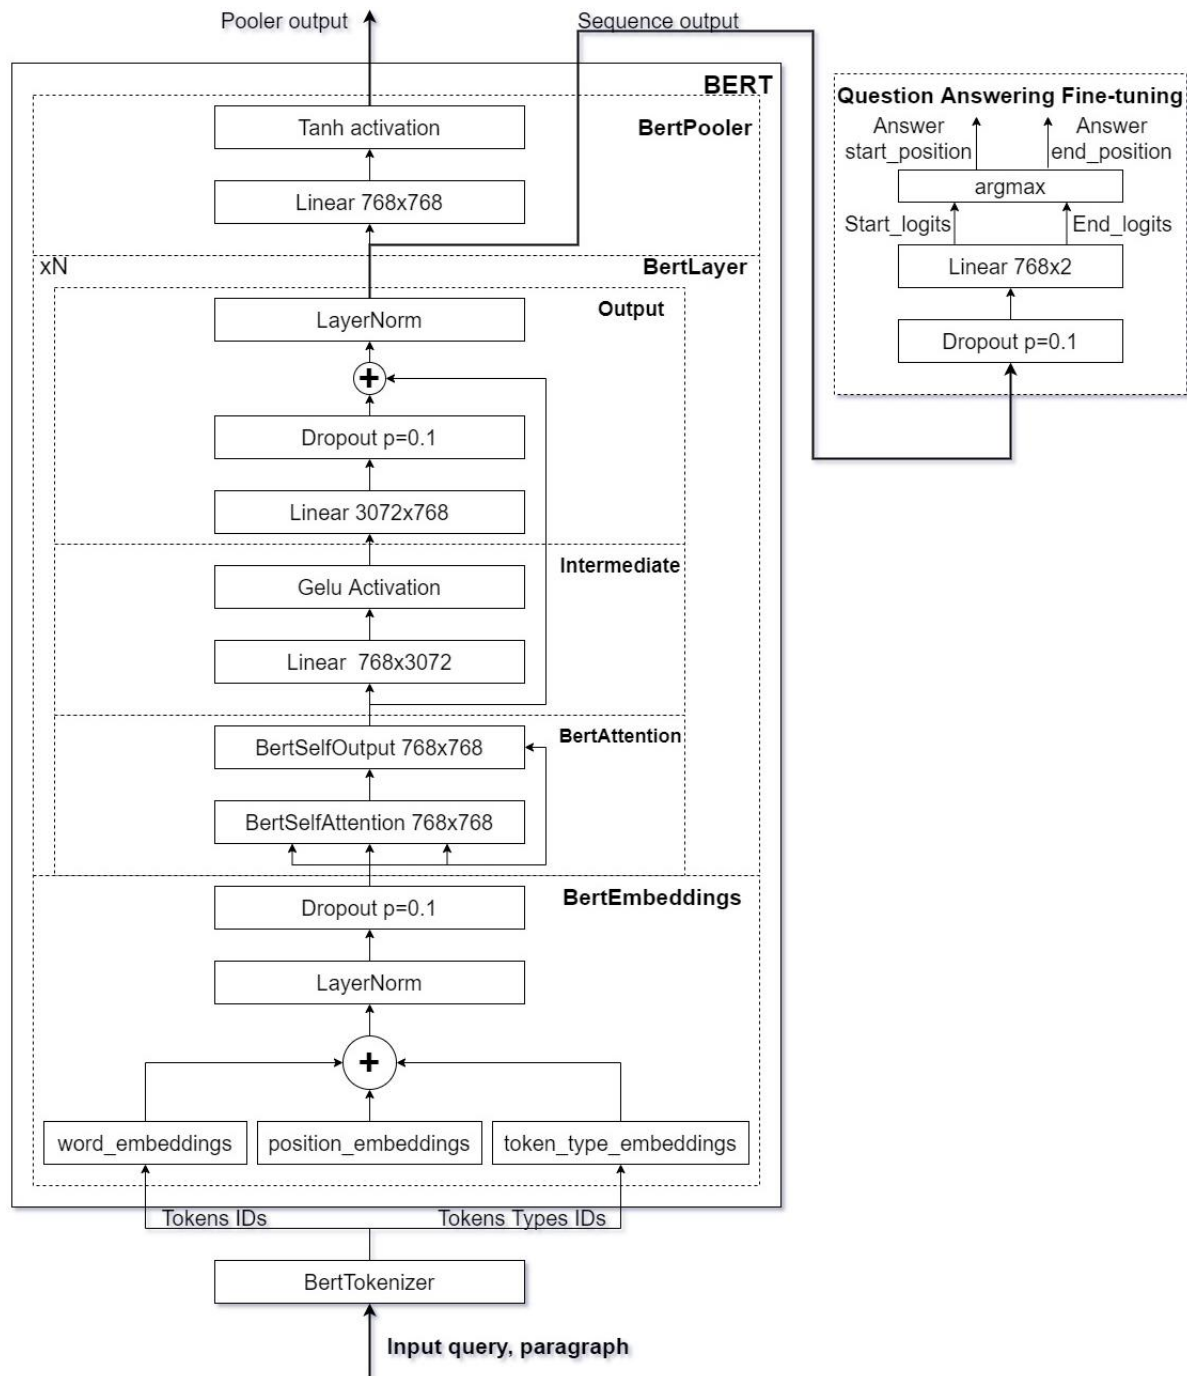 Pooler output
Sequence output
BERT
Tanh activation
BertPooler
Linear 768x768
xN
BertLayer
LayerNorm
Output
+
Dropout p=0.1
Linear 3072x768
Intermediate
Gelu Activation
Linear 768x3072
BertSelfOutput 768x768
BertAttention
BertSelfAttention 768x768
Dropout p=0.1
BertEmbeddings
LayerNorm
+
word_embeddings
position_embeddings
token_type_embeddings
Tokens IDs
Tokens Types IDs
BertTokenizer
Input query, paragraph
Question Answering Fine-tuning
Answer
start_position
Answer
end_position
argmax
Start_logits
End_logits
Linear 768x2
Dropout p=0.1